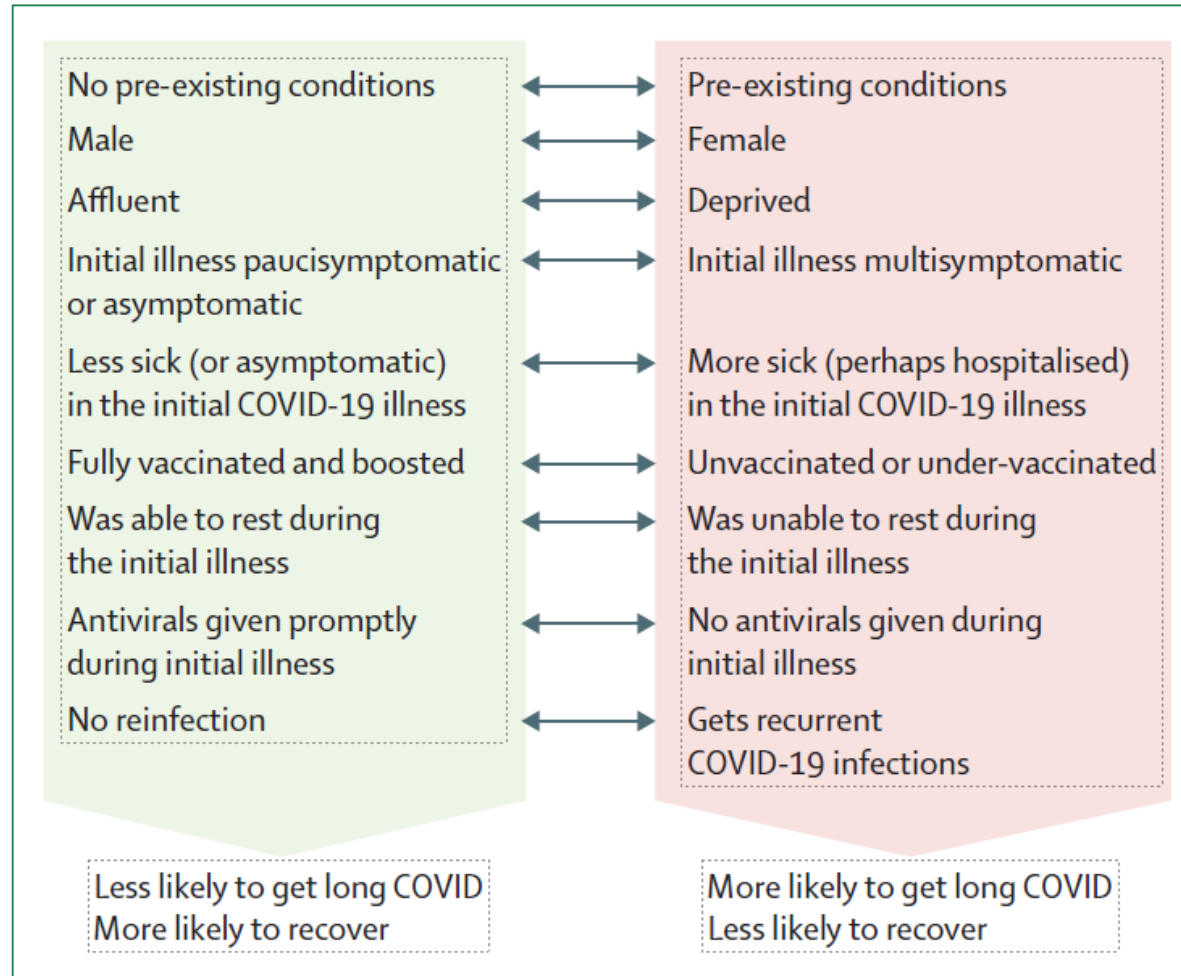 No pre-existing conditions
Male
Affluent
Initial illness paucisymptomatic
or asymptomatic
Less sick (or asymptomatic)
in the initial COVID-19 illness
Fully vaccinated and boosted
Was able to rest during
the initial illness
Antivirals given promptly
during initial illness
No reinfection
Less likely to get long COVID
More likely to recover
Pre-existing conditions
Female
Deprived
Initial illness multisymptomatic
More sick (perhaps hospitalised)
in the initial COVID-19 illness
Unvaccinated or under-vaccinated
Was unable to rest during
the initial illness
No antivirals given during
initial illness
Gets recurrent
COVID-19 infections
More likely to get long COVID
Less likely to recover